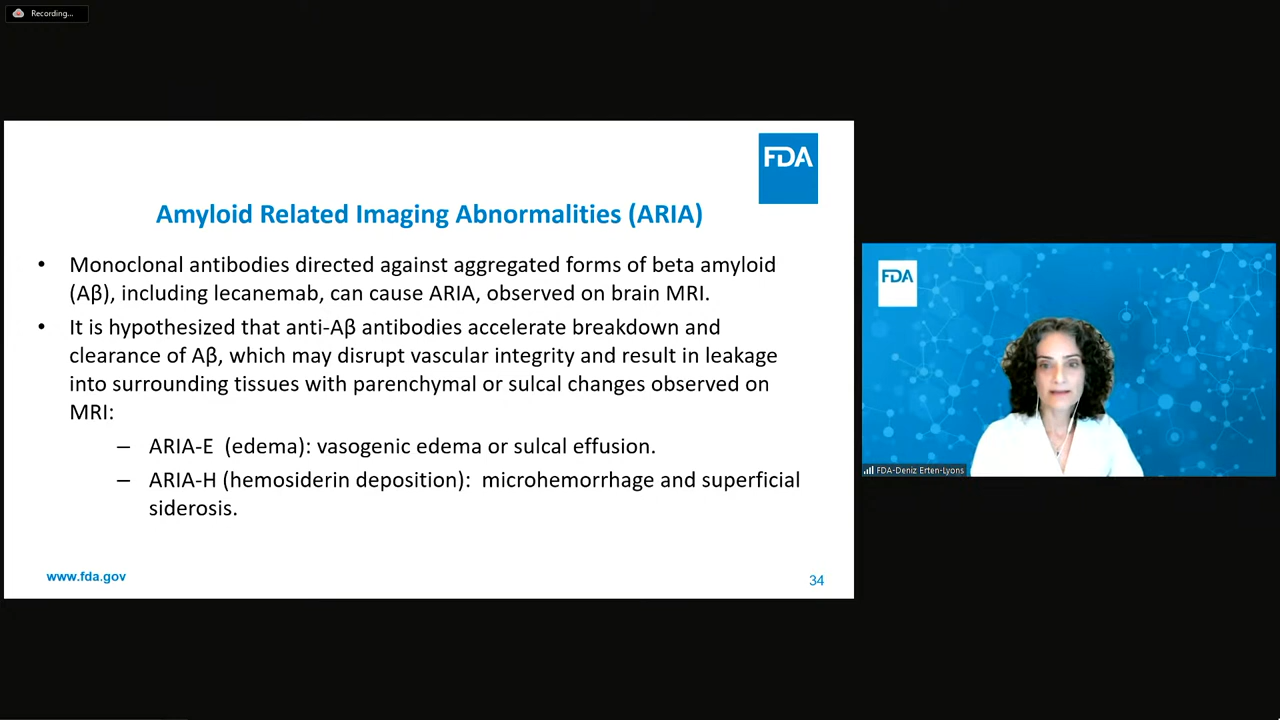 Recording...
FDA
Amyloid Related Imaging Abnormalities (ARIA)
• Monoclonal antibodies directed against aggregated forms of beta amyloid
(Aβ), including lecanemab, can cause ARIA, observed on brain MRI.
• It is hypothesized that anti-Aβ antibodies accelerate breakdown and
clearance of Aβ, which may disrupt vascular integrity and result in leakage
into surrounding tissues with parenchymal or sulcal changes observed on
MRI:
– ARIA-E (edema): vasogenic edema or sulcal effusion.
– ARIA-H (hemosiderin deposition): microhemorrhage and superficial
siderosis.
www.fda.gov
34
FDA
FDA-Deniz Erten-Lyons